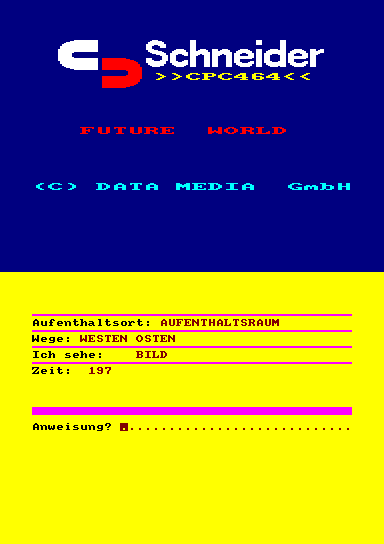 Schneider
>>CPC464<<
FUTURE WORLD
(C) DATA MEDIA GmbH
Aufenthaltsort: AUFENTHALTSRAUM
Wege: WESTEN OSTEN
Ich sehe: BILD
Zeit: 197
Anweisung? ............................